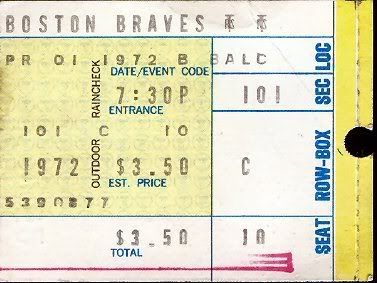 BOSTON BRAVES
PR 01 1972 B BALC
DATE/EVENT CODE
7:30P 101
ENTRANCE
101 C 10
1972 $3.50 C
EST. PRICE
OUTDOOR RAINCHECK
5390877
$3.50 10
TOTAL
SEAT ROW-BOX SEC LOC